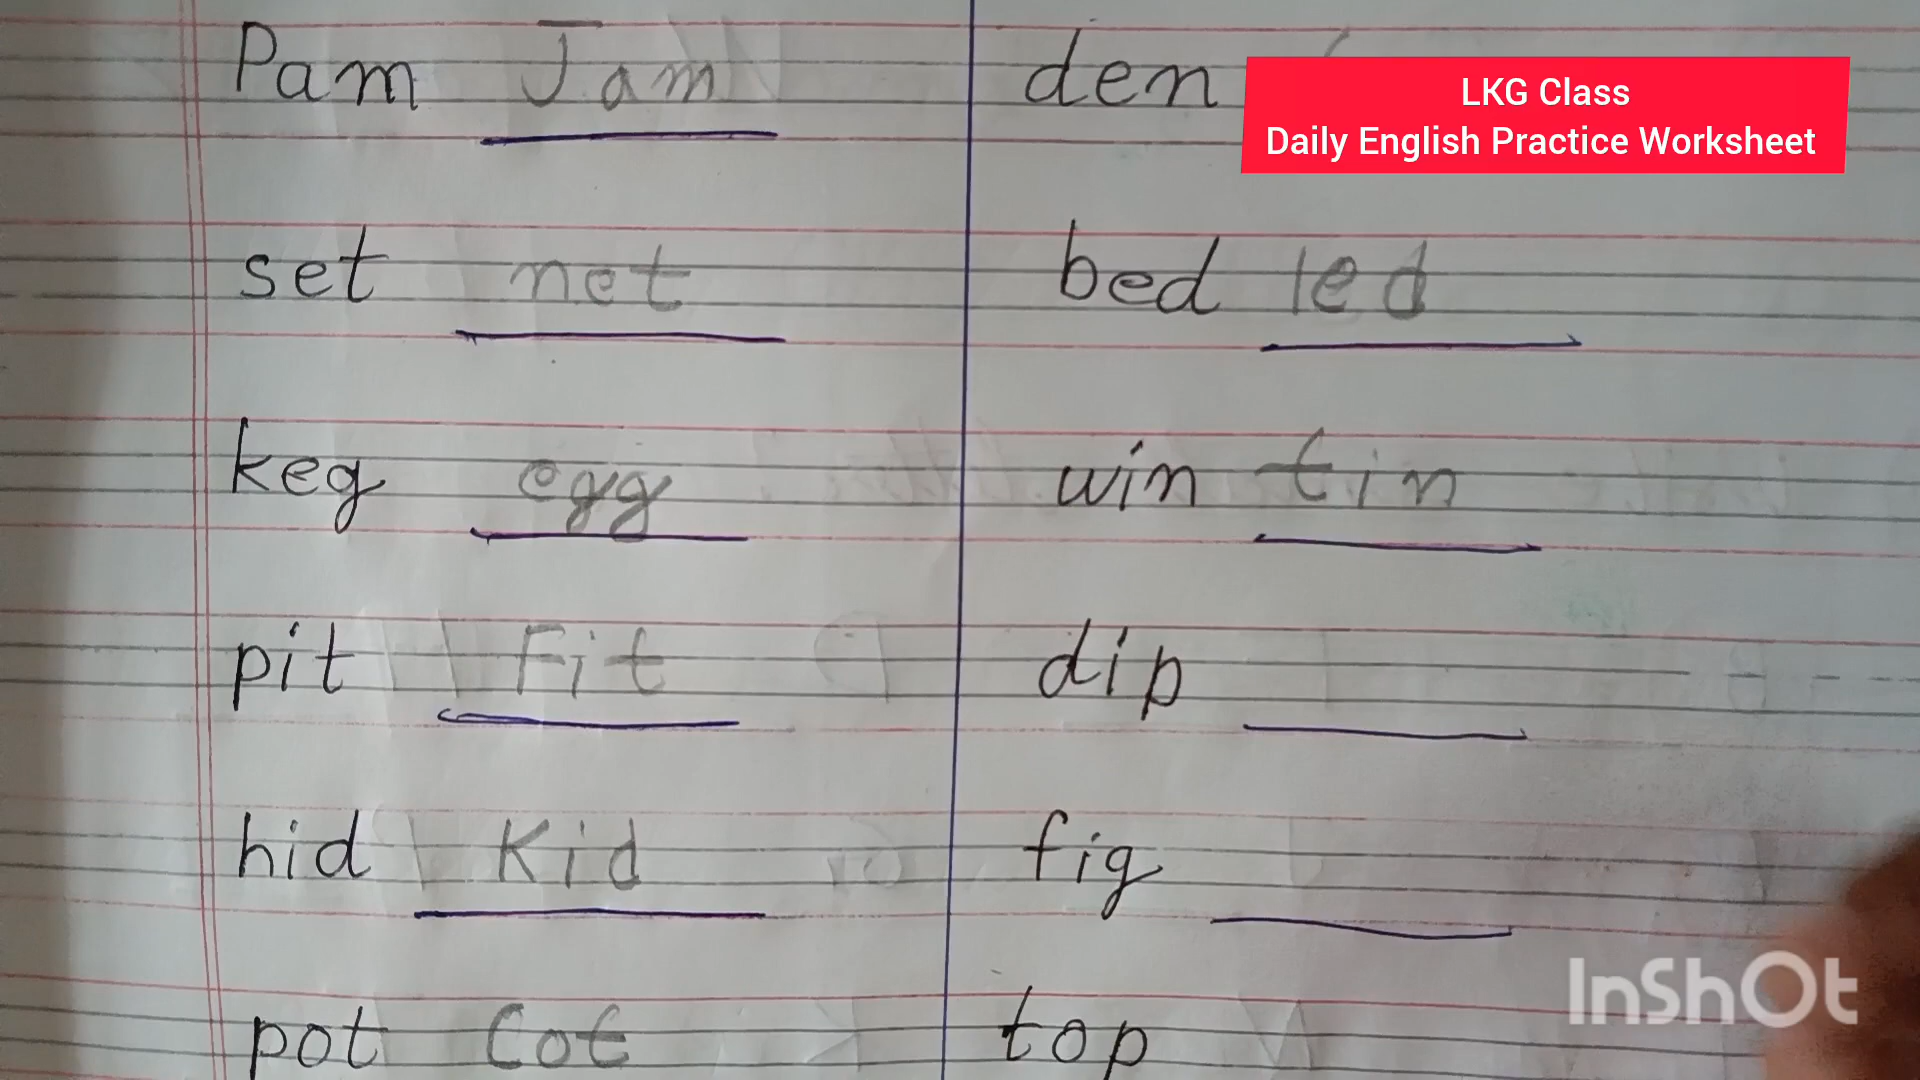 Pam Jam den
LKG Class
Daily English Practice Worksheet
set net bed led
keg egg win tin
pit Fit dip
hid Kid fig
pot Cot top
InShOt